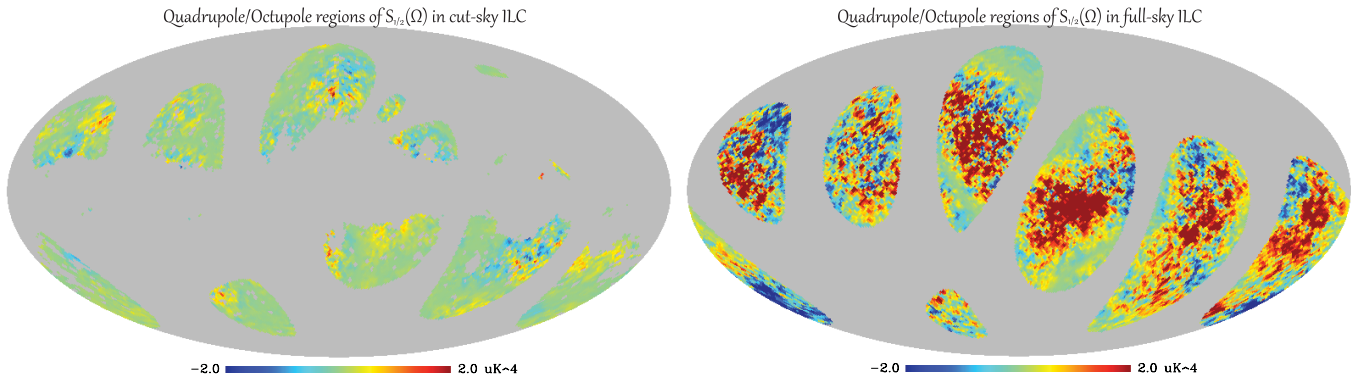 Quadrupole/Octupole regions of S₁/₂(Ω) in cut-sky ILC
Quadrupole/Octupole regions of S₁/₂(Ω) in full-sky ILC
-2.0 2.0 uK^4
-2.0 2.0 uK^4